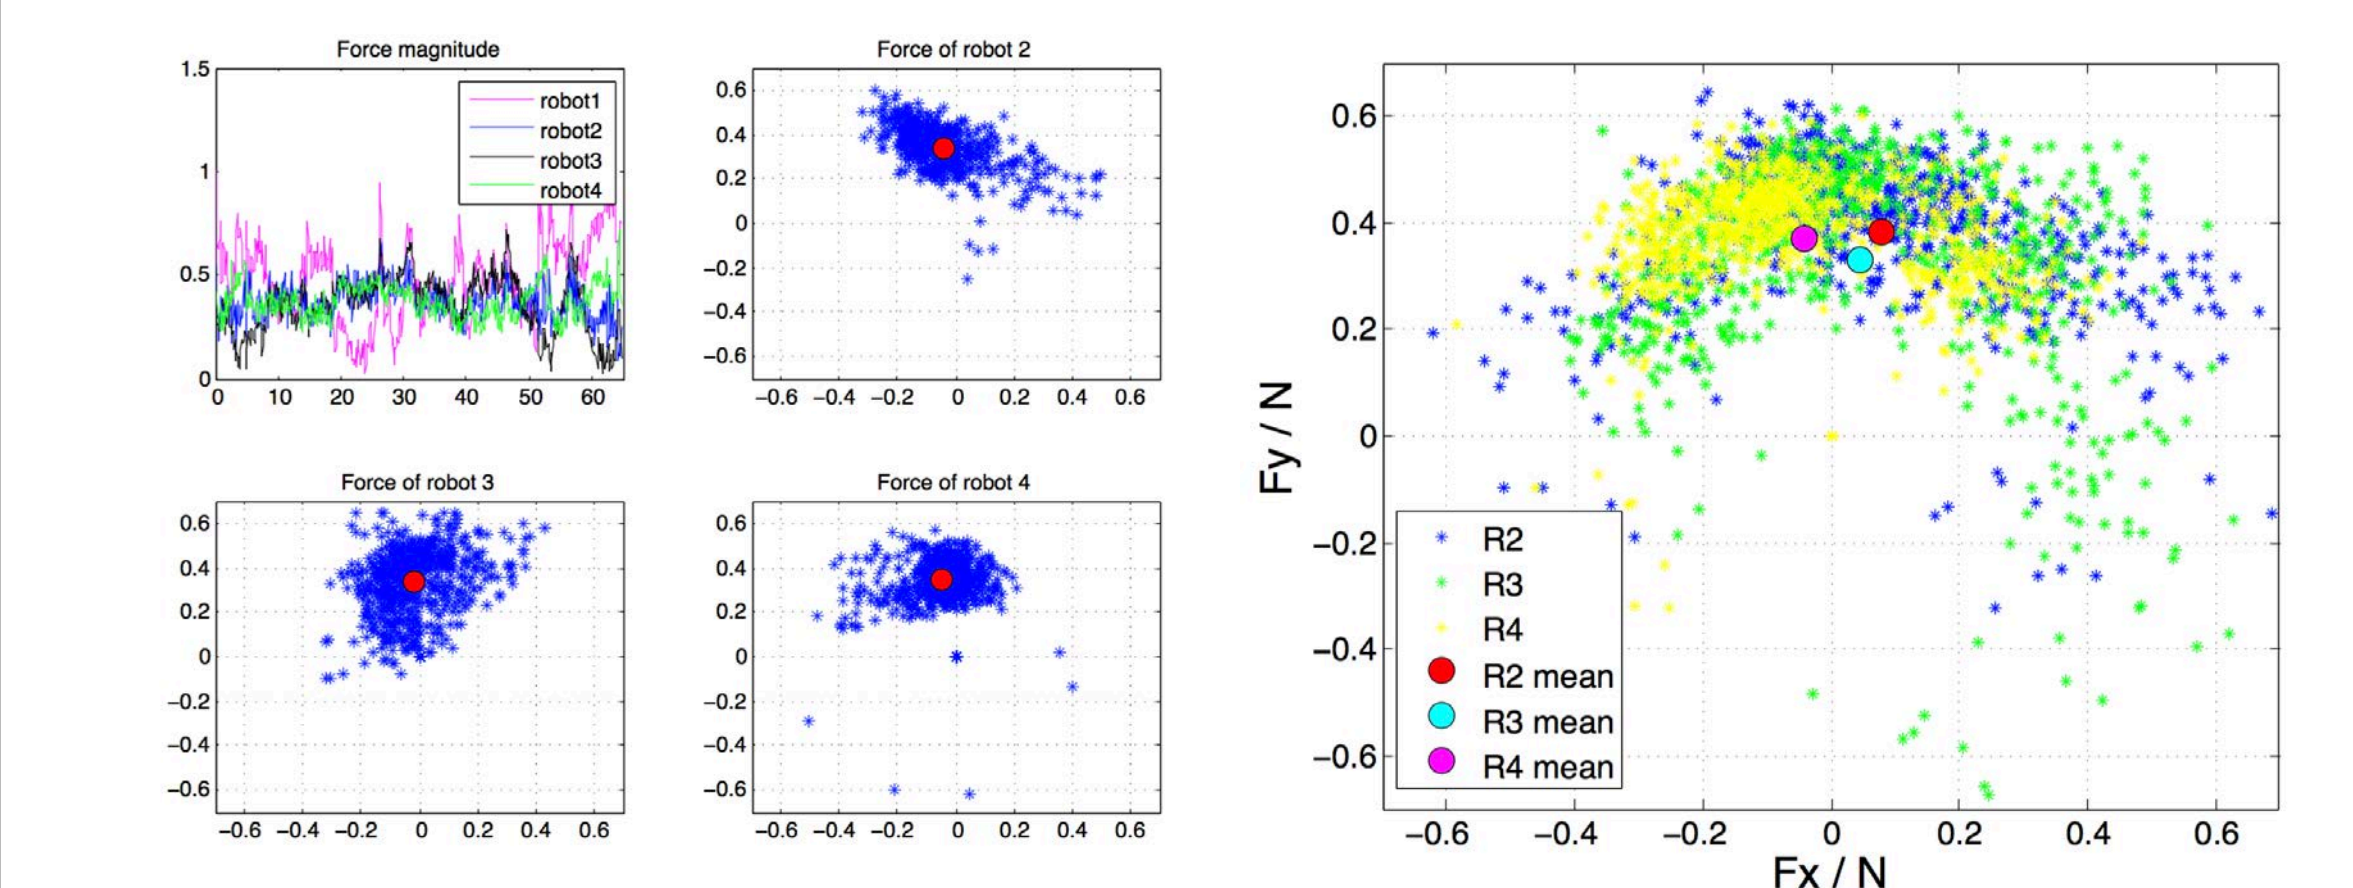 Force magnitude
1.5
1
0.5
0
0 10 20 30 40 50 60
robot1
robot2
robot3
robot4
Force of robot 2
0.6
0.4
0.2
0
−0.2
−0.4
−0.6
−0.6 −0.4 −0.2 0 0.2 0.4 0.6
Force of robot 3
0.6
0.4
0.2
0
−0.2
−0.4
−0.6
−0.6 −0.4 −0.2 0 0.2 0.4 0.6
Force of robot 4
0.6
0.4
0.2
0
−0.2
−0.4
−0.6
−0.6 −0.4 −0.2 0 0.2 0.4 0.6
Fy / N
0.6
0.4
0.2
0
−0.2
−0.4
−0.6
R2
R3
R4
R2 mean
R3 mean
R4 mean
−0.6 −0.4 −0.2 0 0.2 0.4 0.6
Fx / N